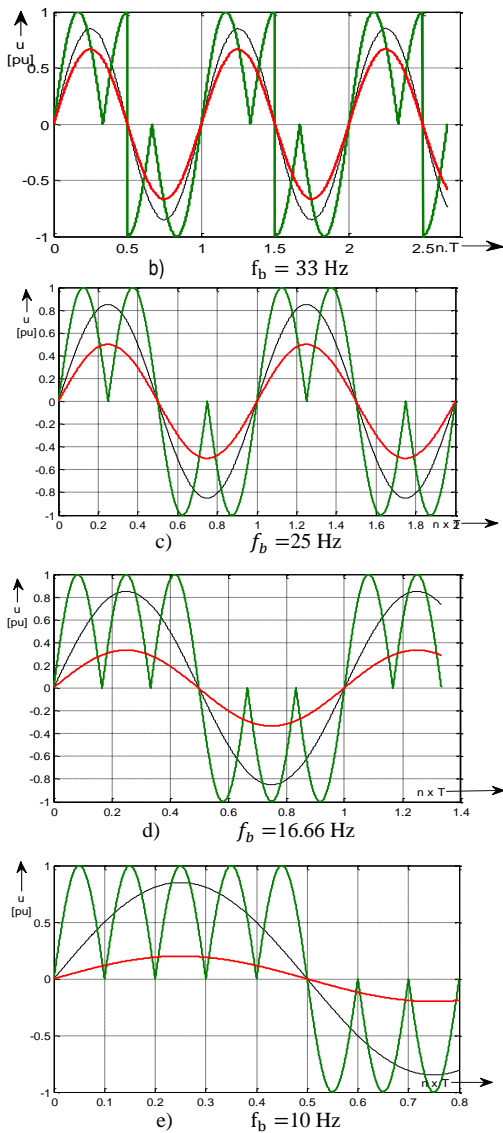 u
[pu]
1
0.5
0
-0.5
-1
0 0.5 1 1.5 2 2.5 n.T
b) f_b = 33 Hz
u
[pu]
1
0.8
0.6
0.4
0.2
0
-0.2
-0.4
-0.6
-0.8
-1
0 0.2 0.4 0.6 0.8 1 1.2 1.4 1.6 1.8 2
n x T
c) f_b =25 Hz
u
[pu]
1
0.8
0.6
0.4
0.2
0
-0.2
-0.4
-0.6
-0.8
-1
n x T
0 0.2 0.4 0.6 0.8 1 1.2 1.4
d) f_b =16.66 Hz
u
[pu]
1
0.5
0
-0.5
-1
n x T
0 0.1 0.2 0.3 0.4 0.5 0.6 0.7 0.8
e) f_b =10 Hz